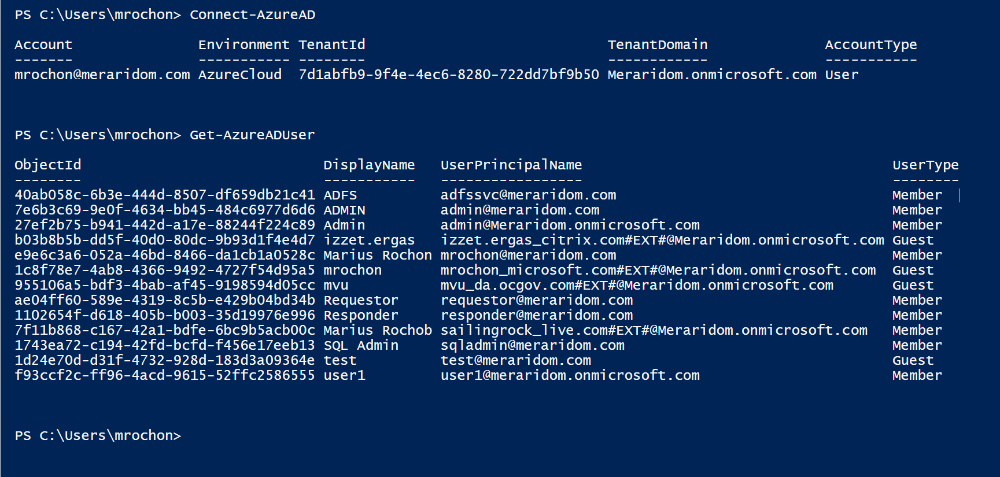 PS C:\Users\mrochon> Connect-AzureAD
Account               Environment TenantId                             TenantDomain              AccountType
-------               ----------- --------                             ------------              -----------
mrochon@meraridom.com AzureCloud  7d1abfb9-9f4e-4ec6-8280-722dd7bf9b50 Meraridom.onmicrosoft.com User
PS C:\Users\mrochon> Get-AzureADUser
ObjectId                             DisplayName   UserPrincipalName                                     UserType
--------                             -----------   -----------------                                     --------
40ab058c-6b3e-444d-8507-df659db21c41 ADFS          adfssvc@meraridom.com                                 Member
7e6b3c69-9e0f-4634-bb45-484c6977d6d6 ADMIN         admin@meraridom.com                                   Member
27ef2b75-b941-442d-a17e-88244f224c89 Admin         admin@Meraridom.onmicrosoft.com                       Member
b03b8b5b-dd5f-40d0-80dc-9b93d1f4e4d7 izzet.ergas   izzet.ergas_citrix.com#EXT#@Meraridom.onmicrosoft.com Guest
e9e6c3a6-052a-46bd-8466-da1cb1a0528c Marius Rochon mrochon@meraridom.com                                 Member
1c8f78e7-4ab8-4366-9492-4727f54d95a5 mrochon       mrochon_microsoft.com#EXT#@Meraridom.onmicrosoft.com  Guest
955106a5-bdf3-4bab-af45-9198594d05cc mvu           mvu_da.ocgov.com#EXT#@Meraridom.onmicrosoft.com       Guest
ae04ff60-589e-4319-8c5b-e429b04bd34b Requestor     requestor@meraridom.com                               Member
1102654f-d618-405b-b003-35d19976e996 Responder     responder@meraridom.com                               Member
7f11b868-c167-42a1-bdfe-6bc9b5acb00c Marius Rochob sailingrock_live.com#EXT#@Meraridom.onmicrosoft.com   Member
1743ea72-c194-42fd-bcfd-f456e17eeb13 SQL Admin     sqladmin@meraridom.com                                Member
1d24e70d-d31f-4732-928d-183d3a09364e test          test@meraridom.com                                    Guest
f93ccf2c-ff96-4acd-9615-52ffc2586555 user1         user1@meraridom.onmicrosoft.com                       Member
PS C:\Users\mrochon>